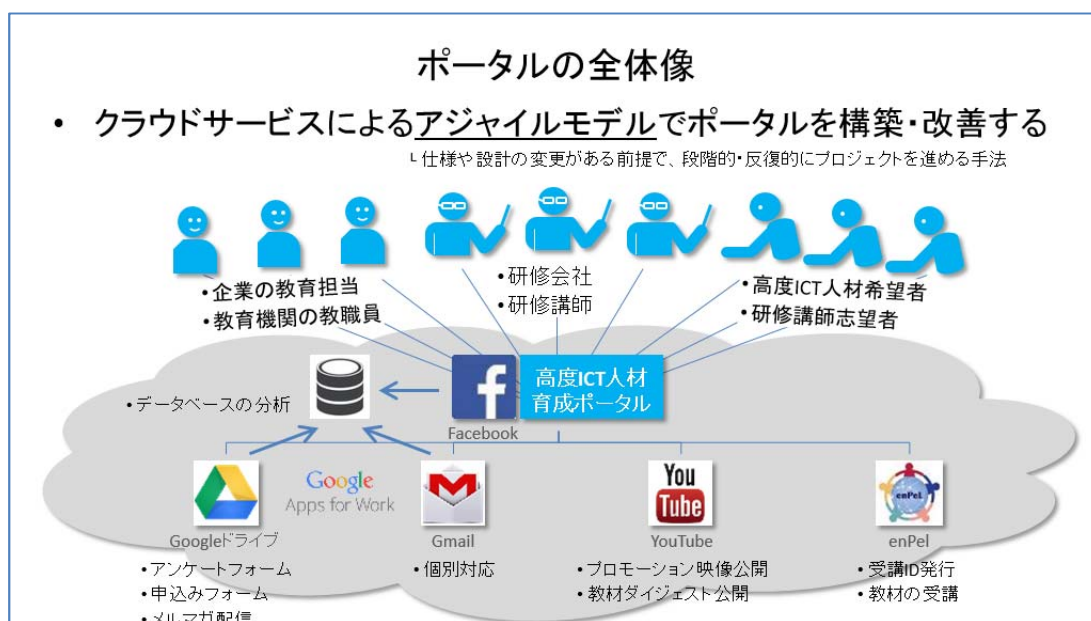 ポータルの全体像
• クラウドサービスによるアジャイルモデルでポータルを構築・改善する
└ 仕様や設計の変更がある前提で、段階的・反復的にプロジェクトを進める手法
•企業の教育担当
•教育機関の教職員
•研修会社
•研修講師
•高度ICT人材希望者
•研修講師志望者
•データベースの分析
Facebook
高度ICT人材
育成ポータル
Google
Apps for Work
You
Tube
enPeL
Googleドライブ
Gmail
YouTube
enPel
•アンケートフォーム
•申込みフォーム
•メルマガ配信
•個別対応
•プロモーション映像公開
•教材ダイジェスト公開
•受講ID発行
•教材の受講